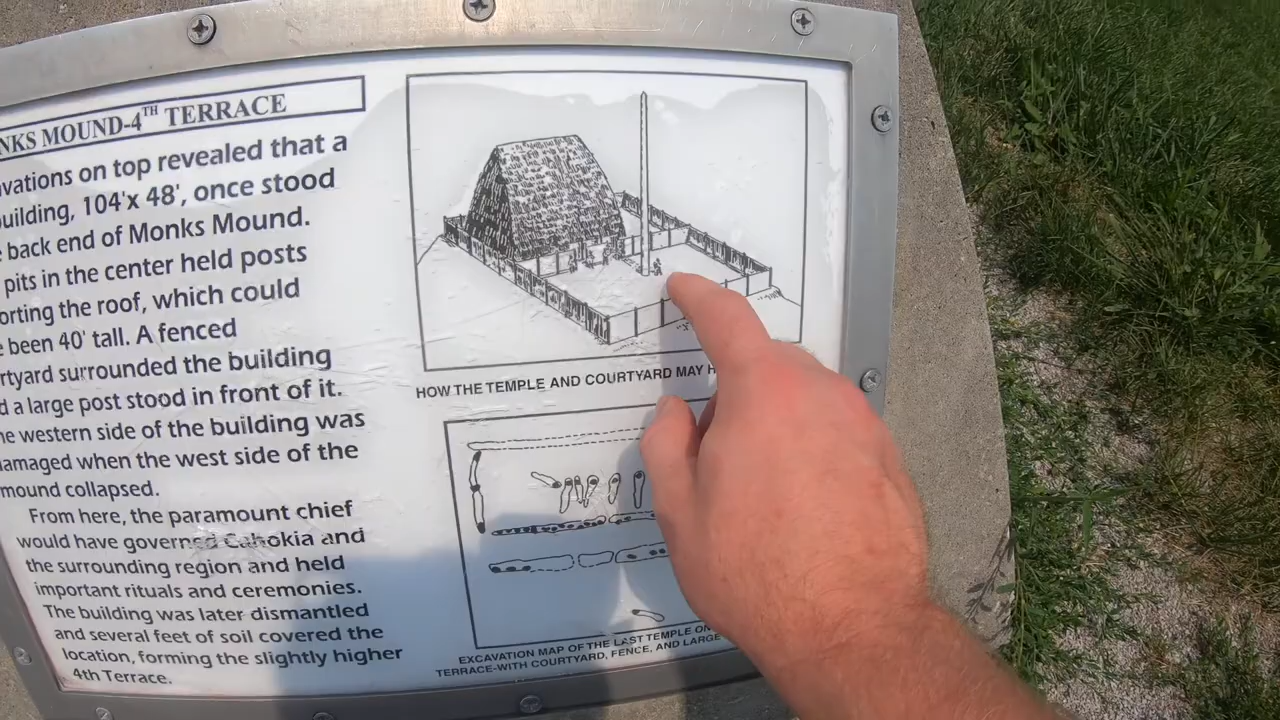 NKS MOUND-4TH TERRACE
vations on top revealed that a
uilding, 104'x 48', once stood
e back end of Monks Mound.
pits in the center held posts
orting the roof, which could
e been 40' tall. A fenced
rtyard surrounded the building
d a large post stood in front of it.
he western side of the building was
damaged when the west side of the
mound collapsed.
From here, the paramount chief
would have governed Cahokia and
the surrounding region and held
important rituals and ceremonies.
The building was later dismantled
and several feet of soil covered the
location, forming the slightly higher
4th Terrace.
HOW THE TEMPLE AND COURTYARD MAY H
EXCAVATION MAP OF THE LAST TEMPLE ON
TERRACE-WITH COURTYARD, FENCE, AND LARGE